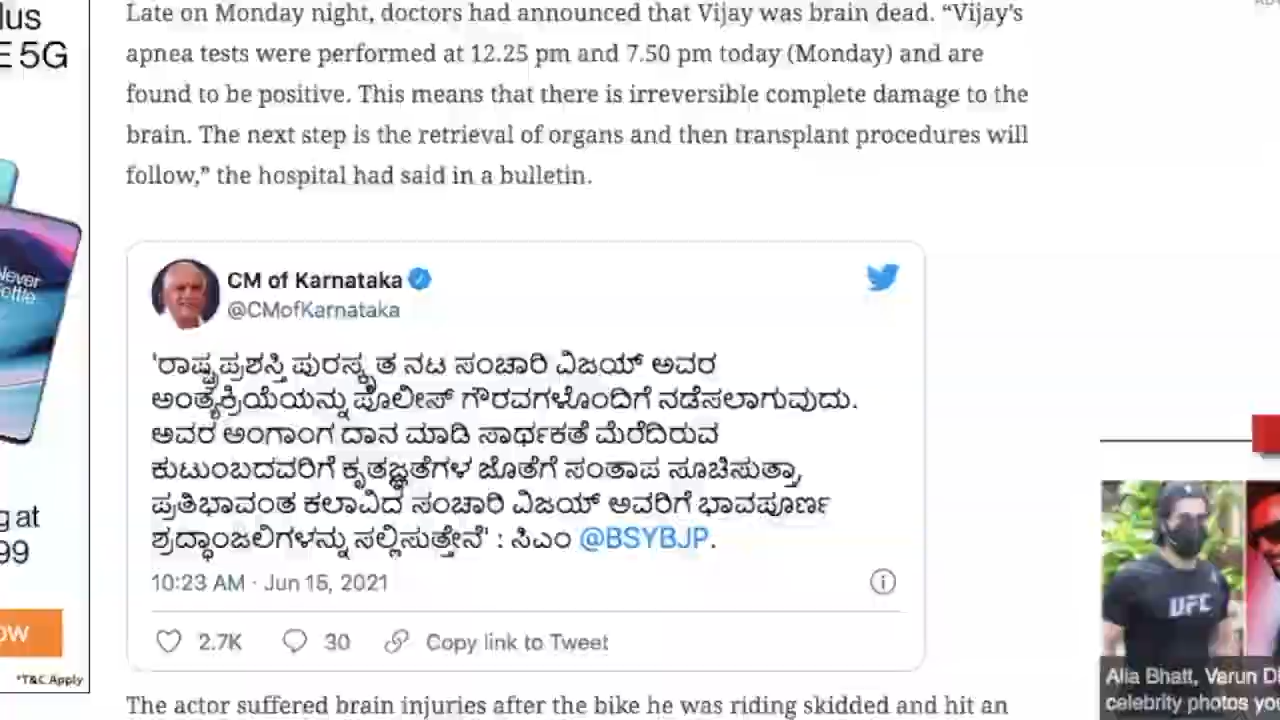 lus
E 5G
Never
Settle
g at
99
OW
*T&C Apply
Late on Monday night, doctors had announced that Vijay was brain dead. “Vijay’s
apnea tests were performed at 12.25 pm and 7.50 pm today (Monday) and are
found to be positive. This means that there is irreversible complete damage to the
brain. The next step is the retrieval of organs and then transplant procedures will
follow,” the hospital had said in a bulletin.
CM of Karnataka
@CMofKarnataka
'ರಾಷ್ಟ್ರಪ್ರಶಸ್ತಿ ಪುರಸ್ಕೃತ ನಟ ಸಂಚಾರಿ ವಿಜಯ್ ಅವರ
ಅಂತ್ಯಕ್ರಿಯೆಯನ್ನು ಪೊಲೀಸ್ ಗೌರವಗಳೊಂದಿಗೆ ನಡೆಸಲಾಗುವುದು.
ಅವರ ಅಂಗಾಂಗ ದಾನ ಮಾಡಿ ಸಾರ್ಥಕತೆ ಮೆರೆದಿರುವ
ಕುಟುಂಬದವರಿಗೆ ಕೃತಜ್ಞತೆಗಳ ಜೊತೆಗೆ ಸಂತಾಪ ಸೂಚಿಸುತ್ತಾ,
ಪ್ರತಿಭಾವಂತ ಕಲಾವಿದ ಸಂಚಾರಿ ವಿಜಯ್ ಅವರಿಗೆ ಭಾವಪೂರ್ಣ
ಶ್ರದ್ಧಾಂಜಲಿಗಳನ್ನು ಸಲ್ಲಿಸುತ್ತೇನೆ' : ಸಿಎಂ @BSYBJP.
10:23 AM · Jun 15, 2021
2.7K 30 Copy link to Tweet
The actor suffered brain injuries after the bike he was riding skidded and hit an
UFC
Alia Bhatt, Varun D
celebrity photos yo